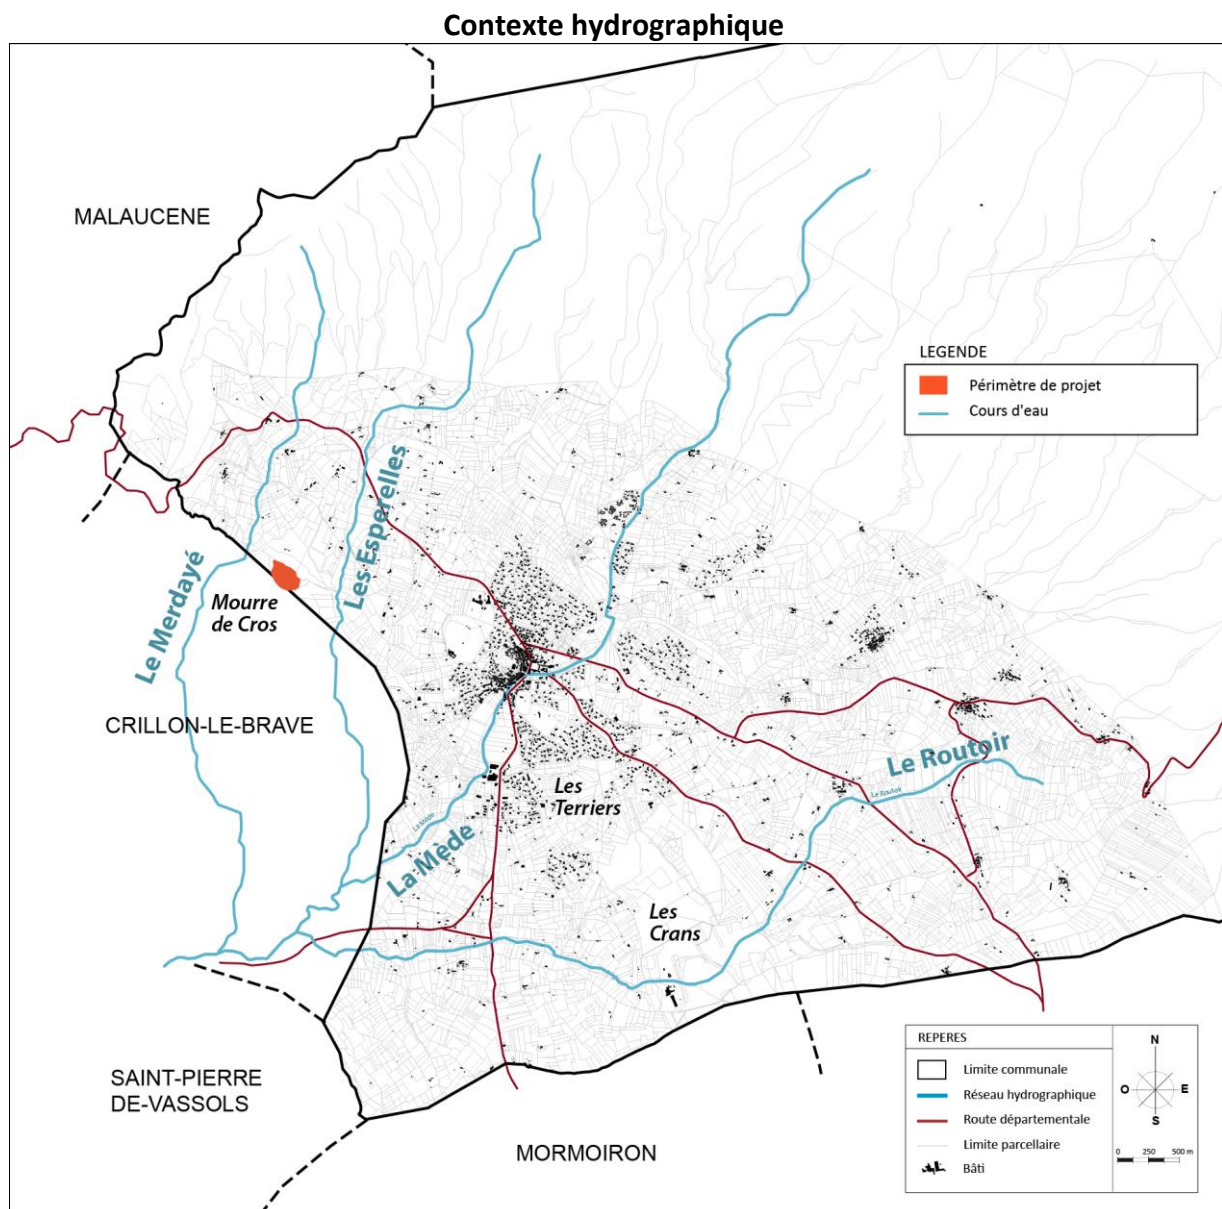 Contexte hydrographique
MALAUCENE
LEGENDE
Périmètre de projet
Cours d'eau
Les Esperelles
Le Merdayé
Mourre
de Cros
CRILLON-LE-BRAVE
Le Routoir
Le Routoir
Les
Terriers
La Mède
La Mède
Les
Crans
SAINT-PIERRE
DE-VASSOLS
MORMOIRON
REPERES
Limite communale
Réseau hydrographique
Route départementale
Limite parcellaire
Bâti
N
O
E
S
0 250 500 m